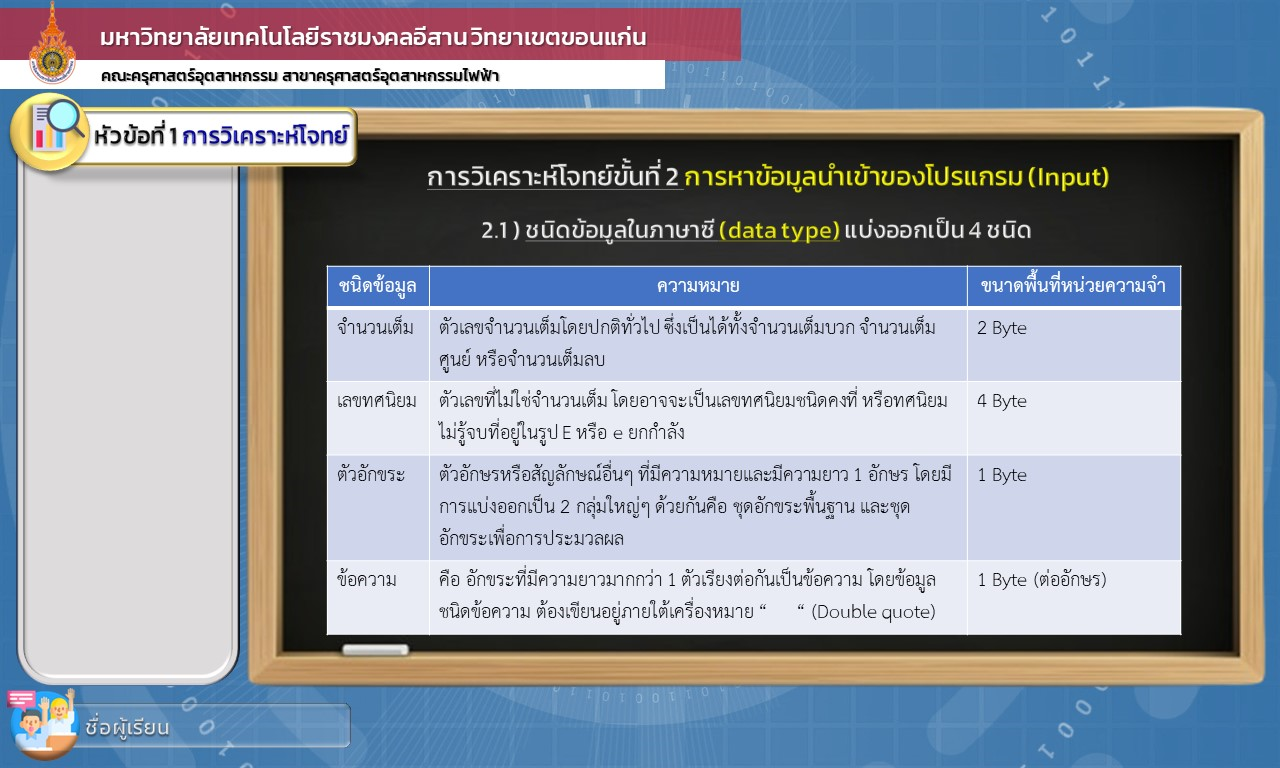 มหาวิทยาลัยเทคโนโลยีราชมงคลอีสาน วิทยาเขตขอนแก่น
คณะครุศาสตร์อุตสาหกรรม สาขาครุศาสตร์อุตสาหกรรมไฟฟ้า
หัวข้อที่ 1 การวิเคราะห์โจทย์
การวิเคราะห์โจทย์ขั้นที่ 2 การหาข้อมูลนำเข้าของโปรแกรม (Input)
2.1 ) ชนิดข้อมูลในภาษาซี (data type) แบ่งออกเป็น 4 ชนิด
ชนิดข้อมูล ความหมาย ขนาดพื้นที่หน่วยความจำ
จำนวนเต็ม ตัวเลขจำนวนเต็มโดยปกติทั่วไป ซึ่งเป็นได้ทั้งจำนวนเต็มบวก จำนวนเต็ม 2 Byte
ศูนย์ หรือจำนวนเต็มลบ
เลขทศนิยม ตัวเลขที่ไม่ใช่จำนวนเต็ม โดยอาจจะเป็นเลขทศนิยมชนิดคงที่ หรือทศนิยม 4 Byte
ไม่รู้จบที่อยู่ในรูป E หรือ e ยกกำลัง
ตัวอักขระ ตัวอักษรหรือสัญลักษณ์อื่นๆ ที่มีความหมายและมีความยาว 1 อักษร โดยมี 1 Byte
การแบ่งออกเป็น 2 กลุ่มใหญ่ๆ ด้วยกันคือ ชุดอักขระพื้นฐาน และชุด
อักขระเพื่อการประมวลผล
ข้อความ คือ อักขระที่มีความยาวมากกว่า 1 ตัวเรียงต่อกันเป็นข้อความ โดยข้อมูล 1 Byte (ต่ออักษร)
ชนิดข้อความ ต้องเขียนอยู่ภายใต้เครื่องหมาย “ “ (Double quote)
ชื่อผู้เรียน